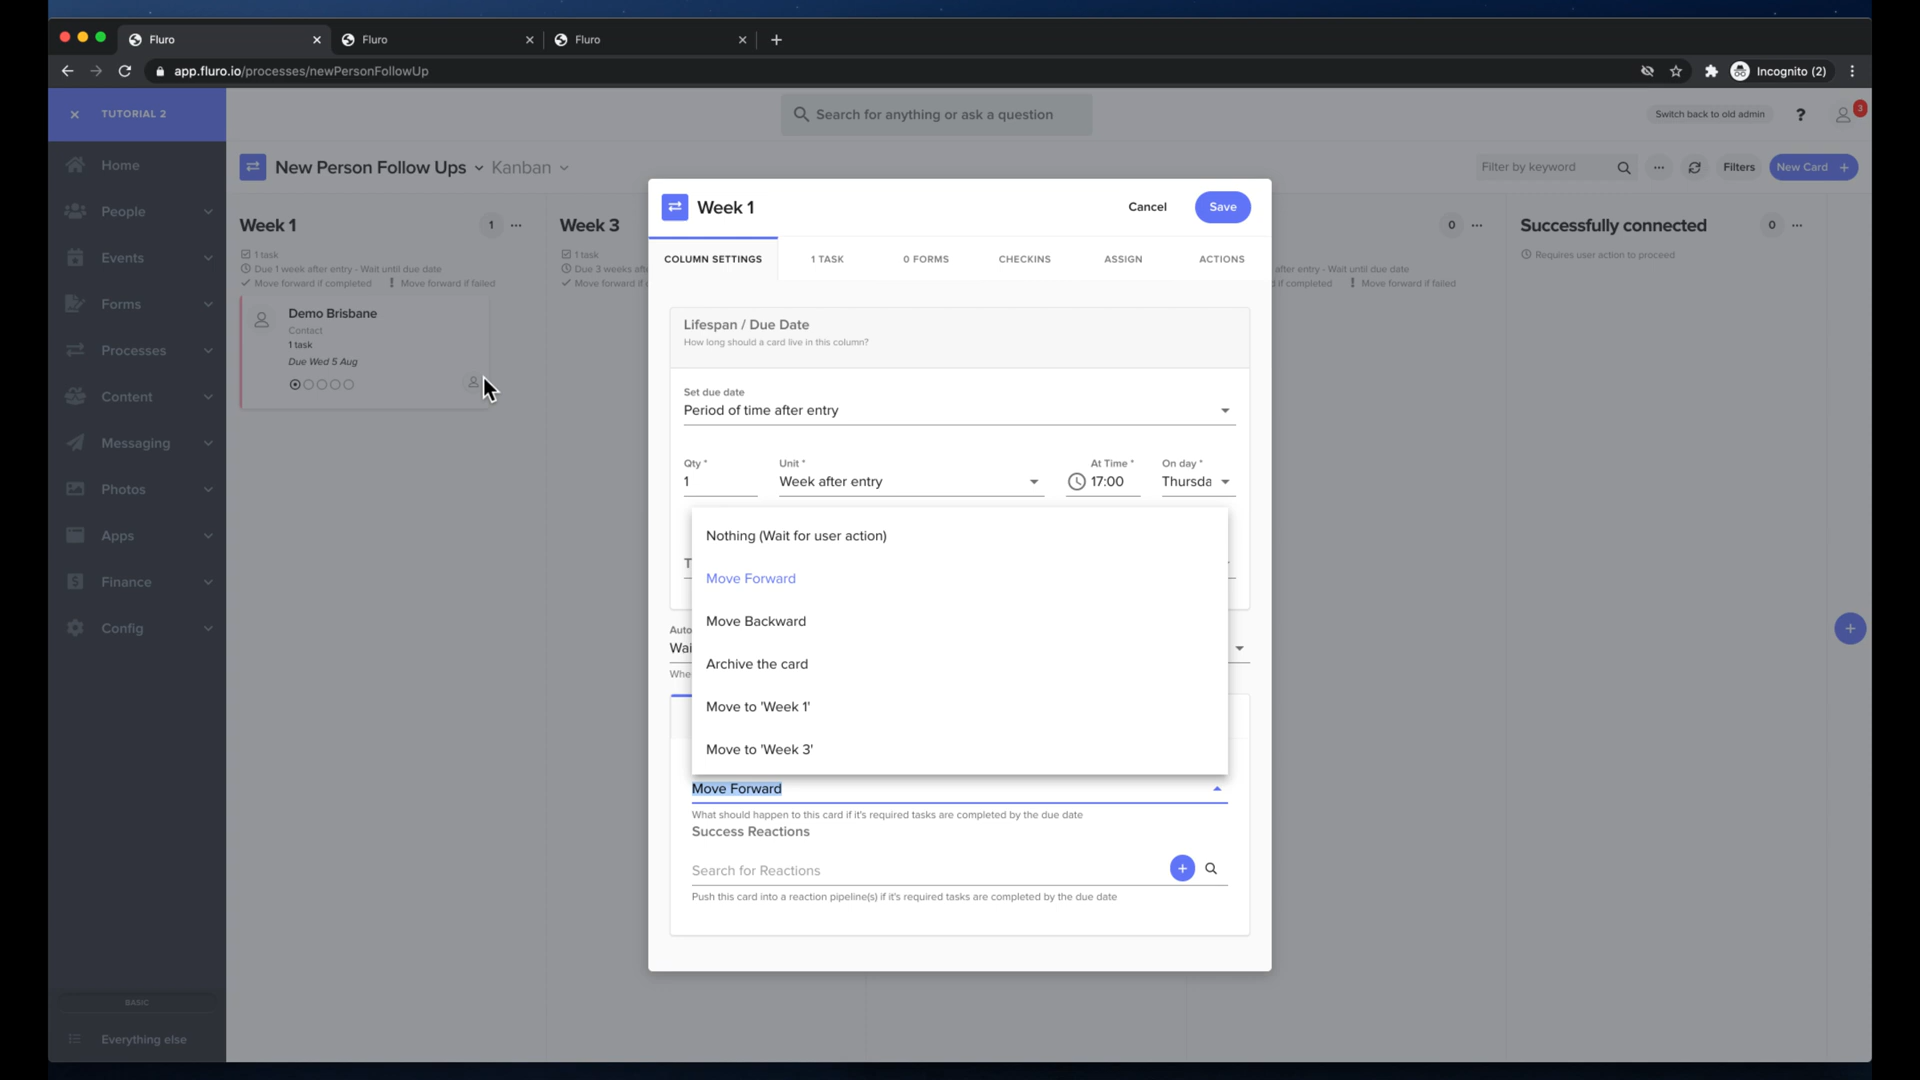 Fluro
Fluro
Fluro
app.fluro.io/processes/newPersonFollowUp
Incognito (2)
TUTORIAL 2
Search for anything or ask a question
Switch back to old admin
?
3
Home
People
Events
Forms
Processes
Content
Messaging
Photos
Apps
Finance
Config
BASIC
Everything else
New Person Follow Ups
Kanban
Filter by keyword
Filters
New Card +
Week 1
1
1 task
Due 1 week after entry - Wait until due date
Move forward if completed
Move forward if failed
Demo Brisbane
Contact
1 task
Due Wed 5 Aug
Week 3
1 task
Due 3 weeks afte
Move forward if c
0
after entry - Wait until due date
d if completed
Move forward if failed
Successfully connected
0
Requires user action to proceed
Week 1
Cancel
Save
COLUMN SETTINGS
1 TASK
0 FORMS
CHECKINS
ASSIGN
ACTIONS
Lifespan / Due Date
How long should a card live in this column?
Set due date
Period of time after entry
Qty *
1
Unit *
Week after entry
At Time *
17:00
On day *
Thursda
T
Auto
Wai
Whe
Nothing (Wait for user action)
Move Forward
Move Backward
Archive the card
Move to 'Week 1'
Move to 'Week 3'
Move Forward
What should happen to this card if it's required tasks are completed by the due date
Success Reactions
Search for Reactions
Push this card into a reaction pipeline(s) if it's required tasks are completed by the due date